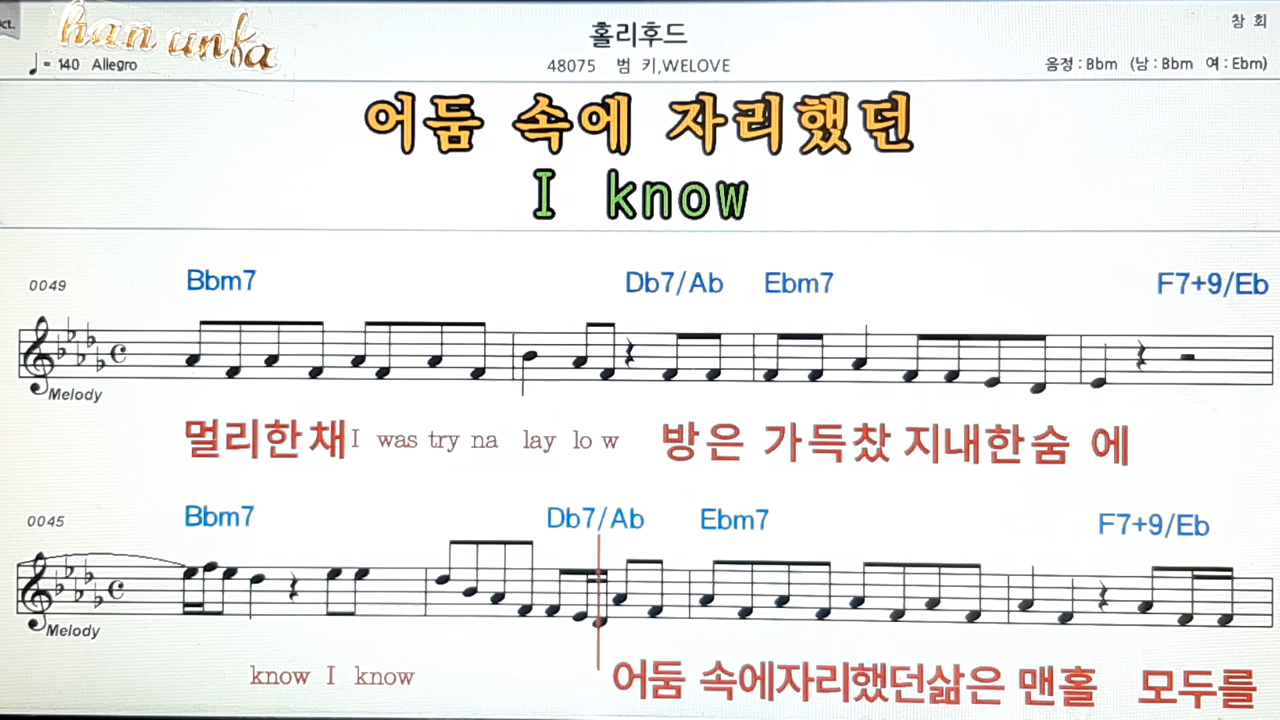 ct.
han unfa
창 회
홀리후드
♩= 140 Allegro
48075 범 키,WELOVE
음정 : Bbm (남 : Bbm 여 : Ebm)
어둠 속에 자리했던
I know
0049 Bbm7 Db7/Ab Ebm7 F7+9/Eb
Melody
멀리한채 I was try na lay lo w 방은 가득찼 지내한숨 에
0045 Bbm7 Db7/Ab Ebm7 F7+9/Eb
Melody
know I know 어둠 속에자리했던삶은 맨홀 모두를